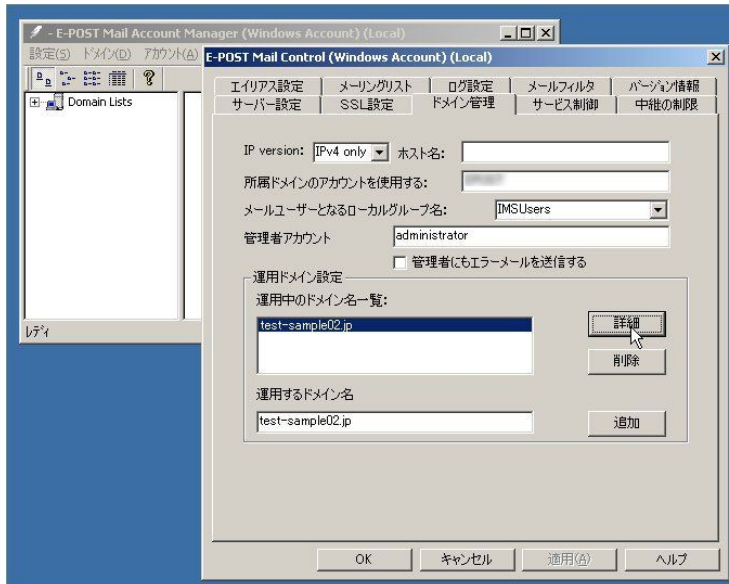 - E-POST Mail Account Manager (Windows Account) (Local)
設定(S) ドメイン(D) アカウント(A)
Domain Lists
レディ
E-POST Mail Control (Windows Account) (Local)
エイリアス設定 メーリングリスト ログ設定 メールフィルタ バージョン情報
サーバー設定 SSL設定 ドメイン管理 サービス制御 中継の制限
IP version: IPv4 only ホスト名:
所属ドメインのアカウントを使用する:
メールユーザーとなるローカルグループ名: IMSUsers
管理者アカウント administrator
管理者にもエラーメールを送信する
運用ドメイン設定
運用中のドメイン名一覧:
test-sample02.jp
詳細
削除
運用するドメイン名
test-sample02.jp
追加
OK キャンセル 適用(A) ヘルプ